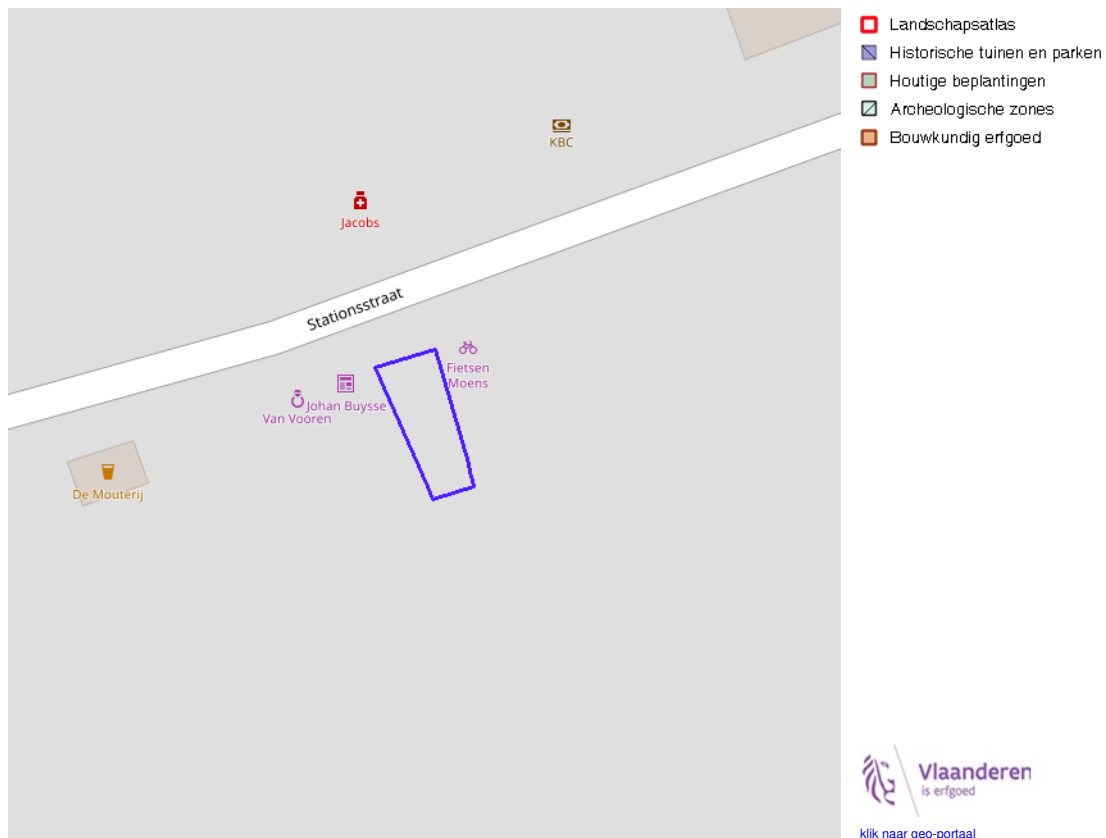 KBC
Jacobs
Stationsstraat
Fietsen
Moens
Johan Buysse
Van Vooren
De Mouterij
Landschapsatlas
Historische tuinen en parken
Houtige beplantingen
Archeologische zones
Bouwkundig erfgoed
Vlaanderen
is erfgoed
klik naar geo-portaal